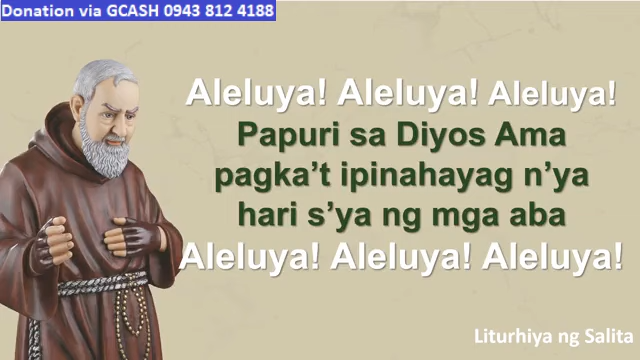 Donation via GCASH 0943 812 4188
Aleluya! Aleluya! Aleluya!
Papuri sa Diyos Ama
pagka’t ipinahayag n’ya
hari s’ya ng mga aba
Aleluya! Aleluya! Aleluya!
Liturhiya ng Salita